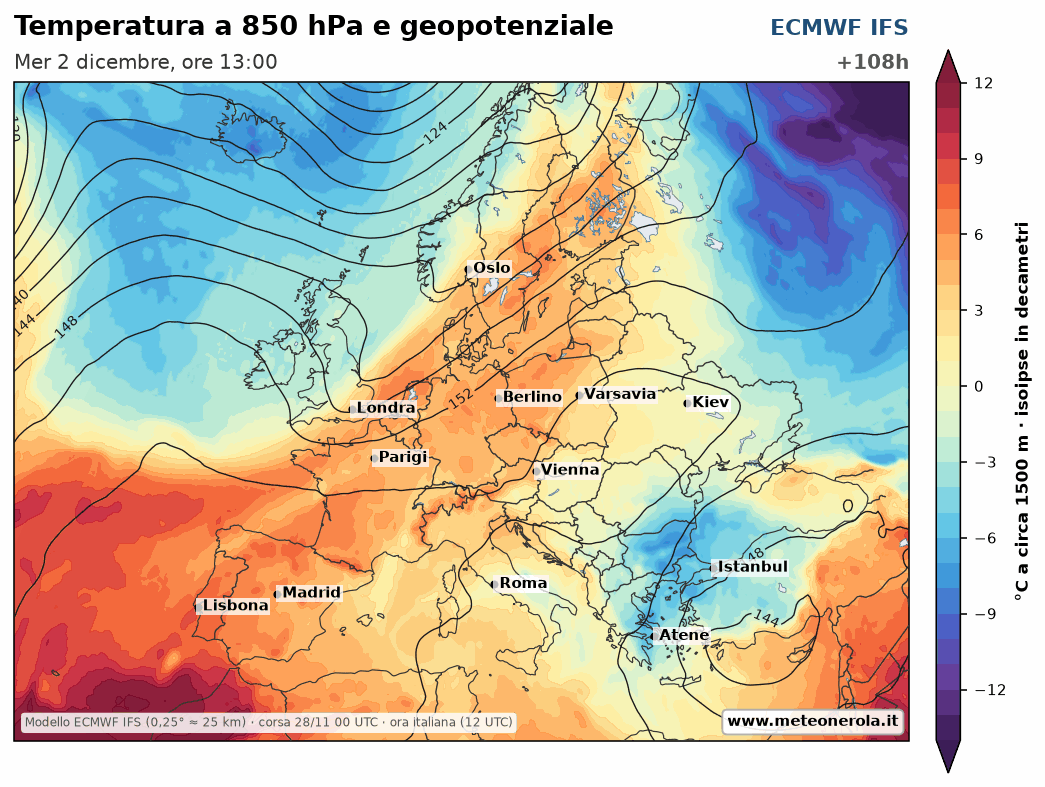 Temperatura a 850 hPa e geopotenziale
ECMWF IFS
Mer 2 dicembre, ore 13:00
+108h
124
40
144
148
152
48
144
Oslo
Londra
Berlino
Varsavia
Kiev
Parigi
Vienna
Istanbul
Roma
Madrid
Lisbona
Atene
12
9
6
3
0
−3
−6
−9
−12
°C a circa 1500 m · isoipse in decametri
Modello ECMWF IFS (0,25° ≈ 25 km) · corsa 28/11 00 UTC · ora italiana (12 UTC)
www.meteonerola.it